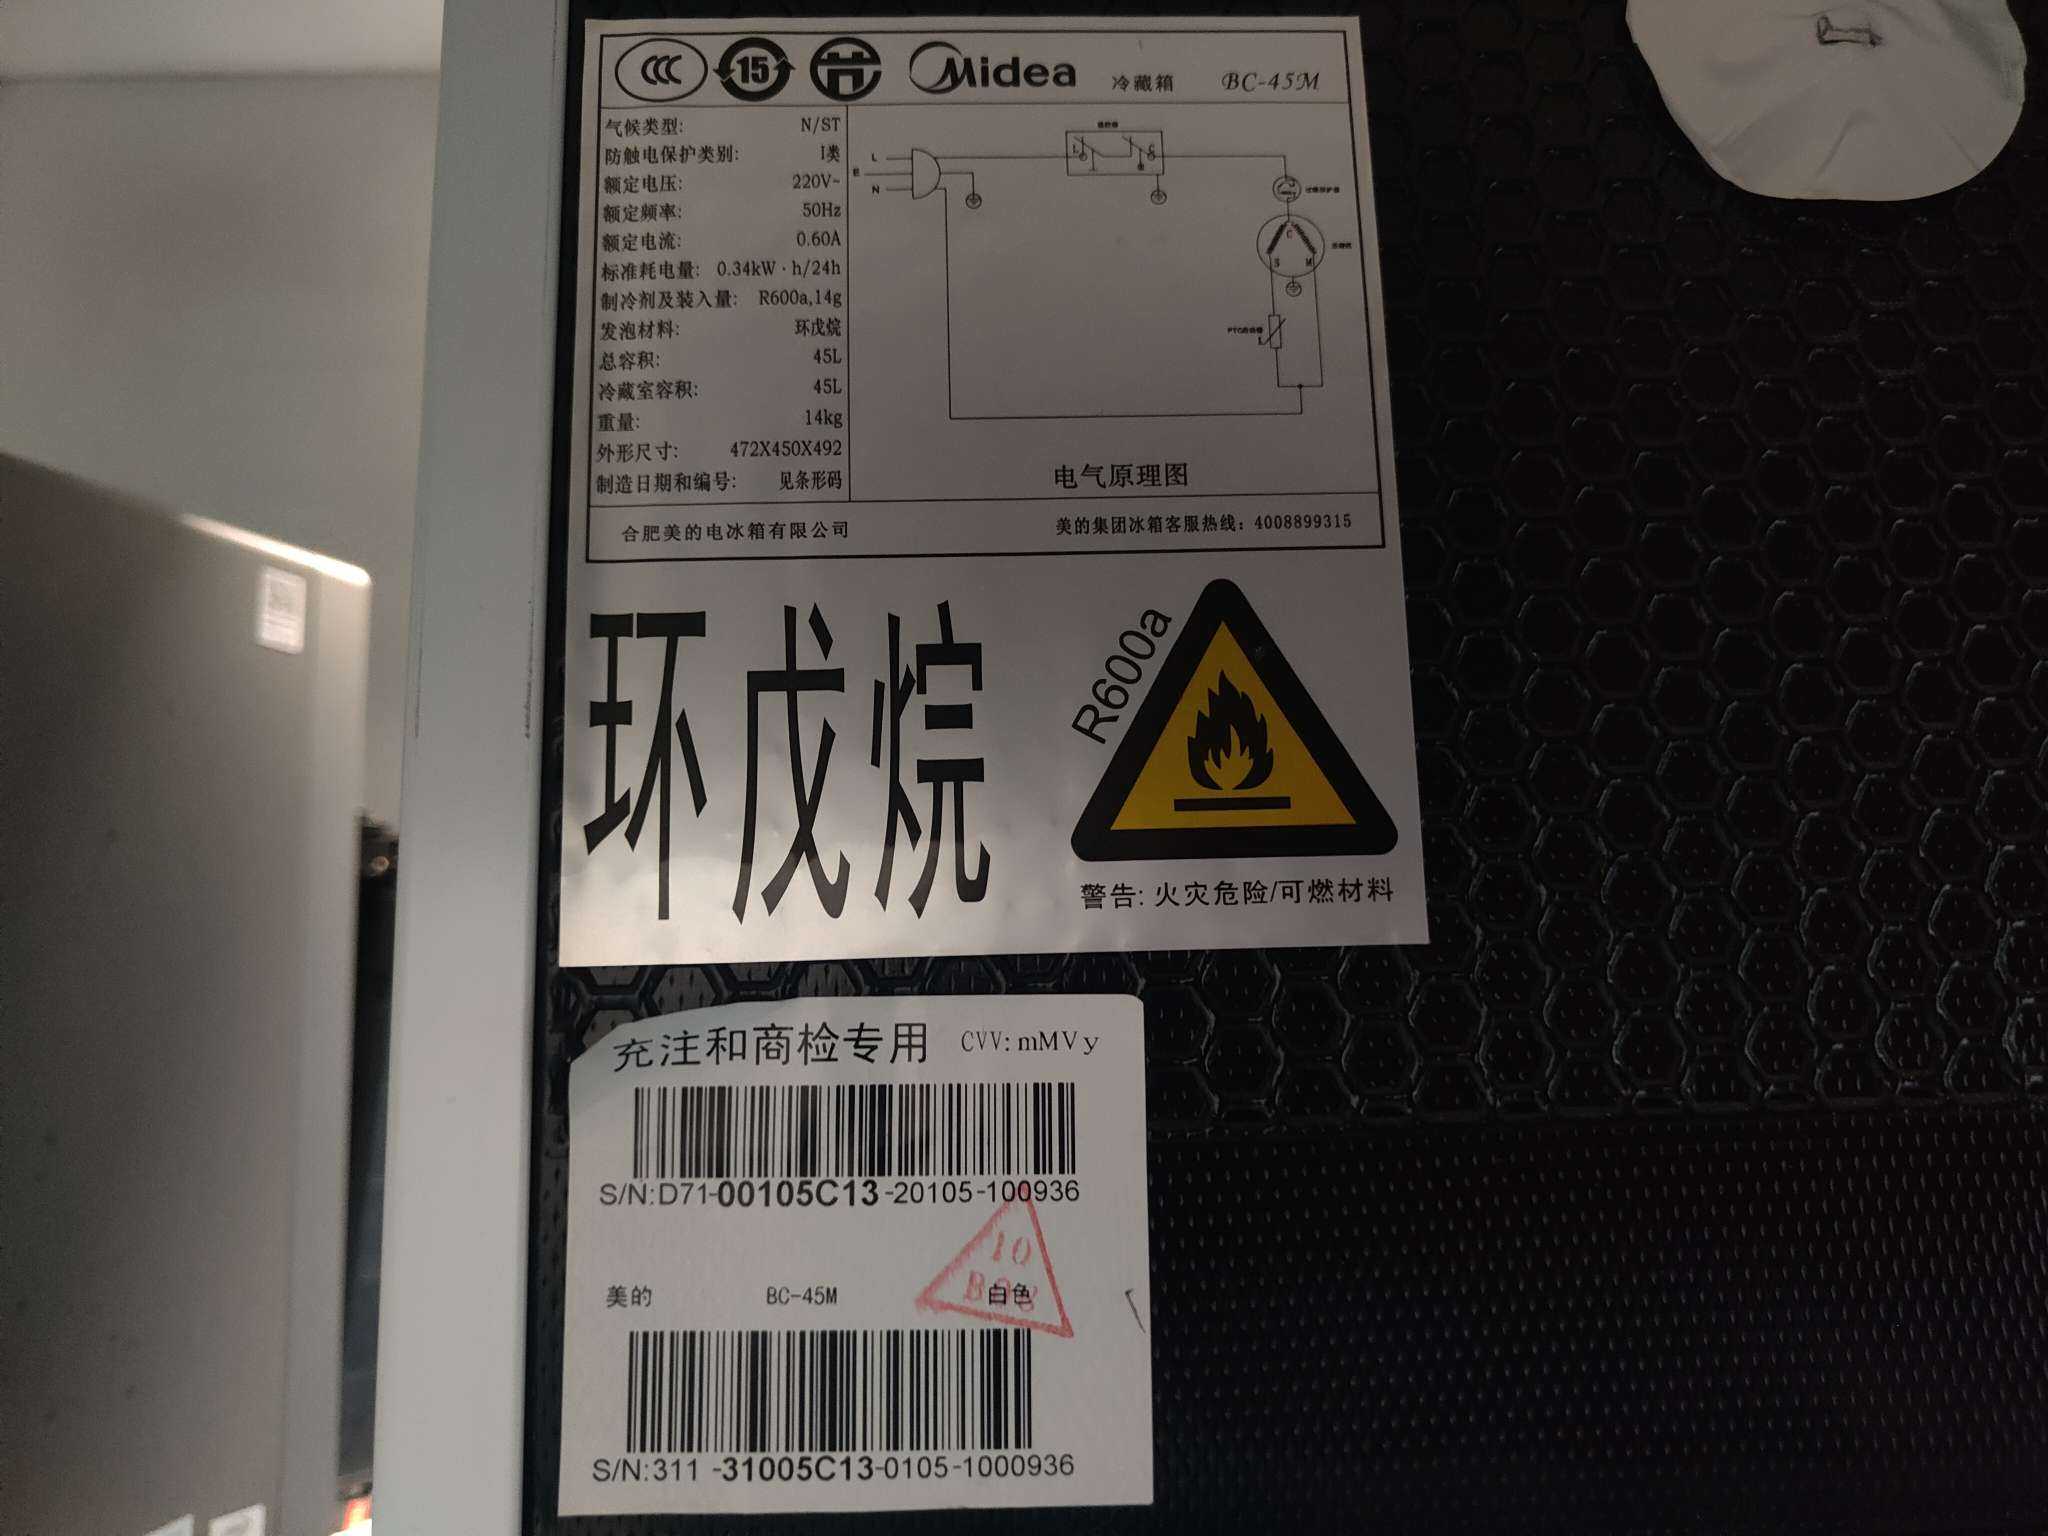 CCC 15 Midea 冷藏箱 BC-45M
气候类型: N/ST
防触电保护类别: I类
额定电压: 220V~
额定频率: 50Hz
额定电流: 0.60A
标准耗电量: 0.34kW·h/24h
制冷剂及装入量: R600a,14g
发泡材料: 环戊烷
总容积: 45L
冷藏室容积: 45L
重量: 14kg
外形尺寸: 472X450X492
制造日期和编号: 见条形码
L
E
N
L C
C
S M
电气原理图
合肥美的电冰箱有限公司 美的集团冰箱客服热线: 4008899315
环戊烷
R600a
警告: 火灾危险/可燃材料
充注和商检专用 CVV: mMVy
S/N:D71-00105C13-20105-100936
10
美的 BC-45M 白色
S/N:311 -31005C13-0105-1000936